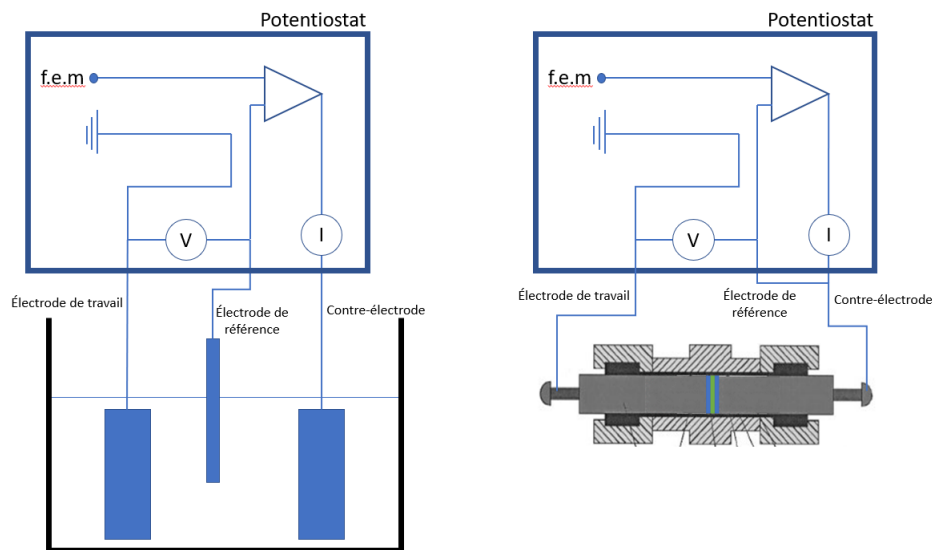 Potentiostat
f.e.m
V
I
Électrode de travail
Électrode de
référence
Contre-électrode
Potentiostat
f.e.m
V
I
Électrode de travail
Électrode de
référence
Contre-électrode